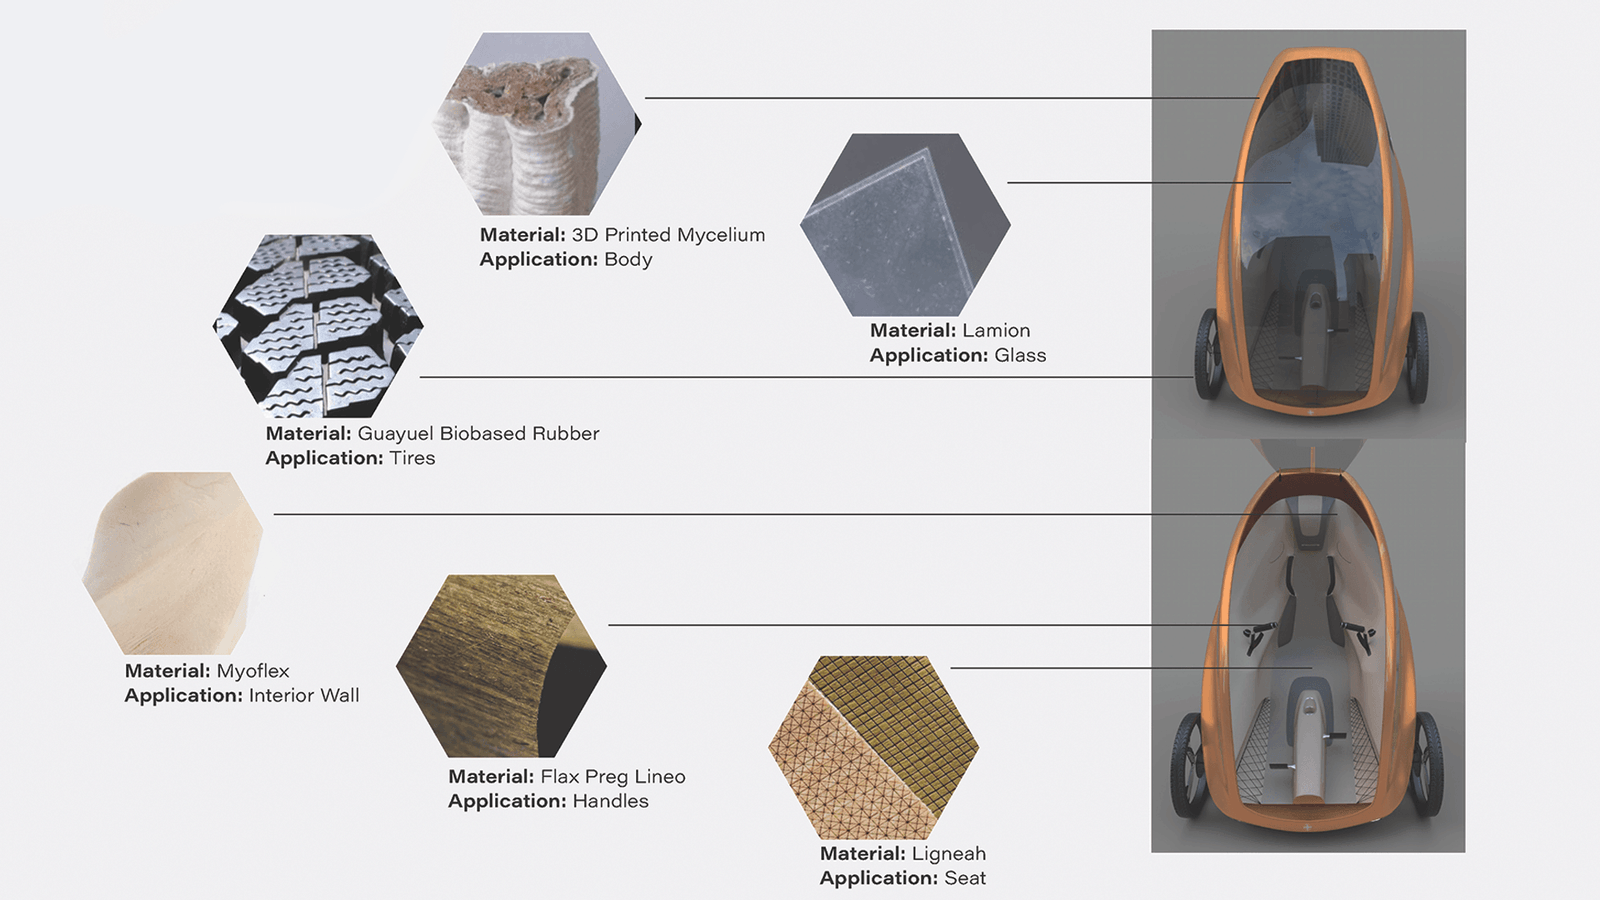 Material: 3D Printed Mycelium
Application: Body
Material: Lamion
Application: Glass
Material: Guayuel Biobased Rubber
Application: Tires
Material: Myoflex
Application: Interior Wall
Material: Flax Preg Lineo
Application: Handles
Material: Ligneah
Application: Seat